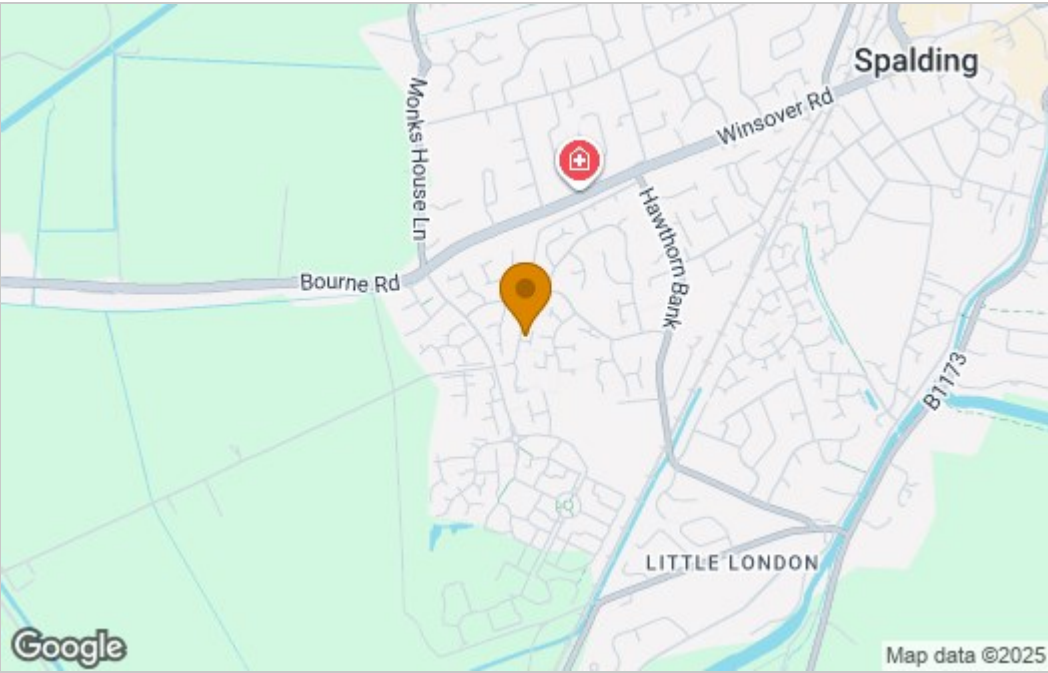 Spalding
Winsover Rd
Monks House Ln
Hawthorn Bank
Bourne Rd
B1173
LITTLE LONDON
Google
Map data ©2025